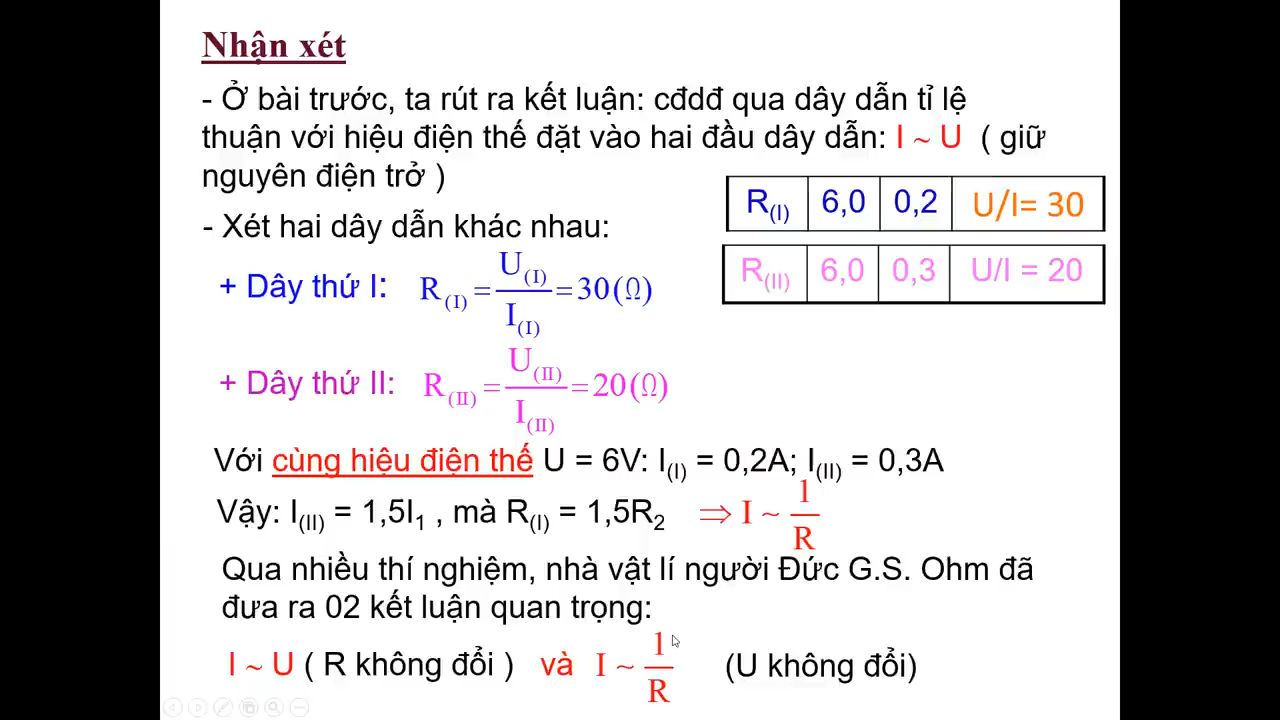 Nhận xét
- Ở bài trước, ta rút ra kết luận: cđdđ qua dây dẫn tỉ lệ
thuận với hiệu điện thế đặt vào hai đầu dây dẫn: I ~ U ( giữ
nguyên điện trở )
R(I) 6,0 0,2 U/I= 30
- Xét hai dây dẫn khác nhau:
R(II) 6,0 0,3 U/I = 20
+ Dây thứ I: R(I) = U(I)/I(I) = 30(Ω)
+ Dây thứ II: R(II) = U(II)/I(II) = 20(Ω)
Với cùng hiệu điện thế U = 6V: I(I) = 0,2A; I(II) = 0,3A
Vậy: I(II) = 1,5I1 , mà R(I) = 1,5R2 ⇒ I ~ 1/R
Qua nhiều thí nghiệm, nhà vật lí người Đức G.S. Ohm đã
đưa ra 02 kết luận quan trọng:
I ~ U ( R không đổi ) và I ~ 1/R (U không đổi)